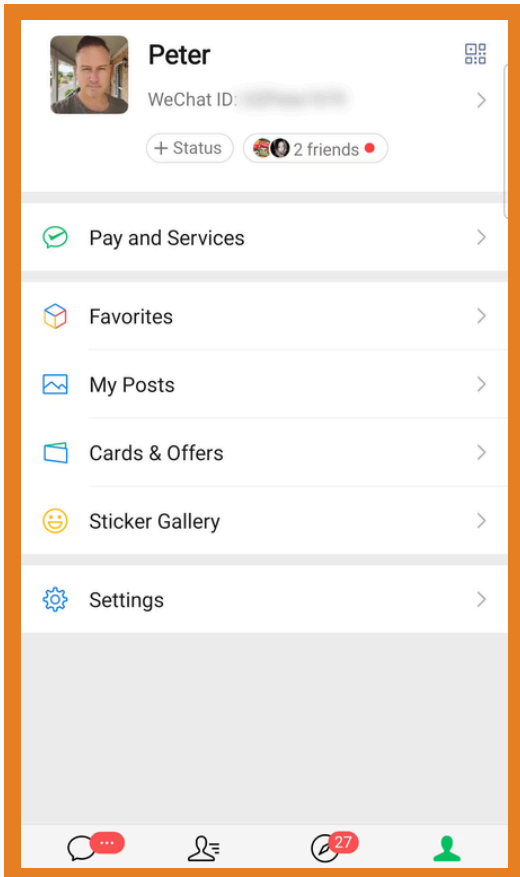 Peter
WeChat ID:
+ Status
2 friends
Pay and Services
Favorites
My Posts
Cards & Offers
Sticker Gallery
Settings
...
27